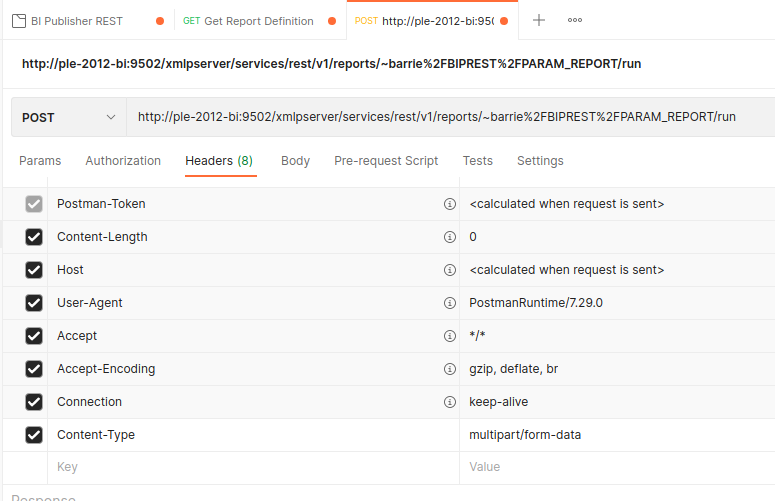 BI Publisher REST
GET Get Report Definition
POST http://ple-2012-bi:950
http://ple-2012-bi:9502/xmlpserver/services/rest/v1/reports/~barrie%2FBIPREST%2FPARAM_REPORT/run
POST http://ple-2012-bi:9502/xmlpserver/services/rest/v1/reports/~barrie%2FBIPREST%2FPARAM_REPORT/run
Params Authorization Headers (8) Body Pre-request Script Tests Settings
Postman-Token <calculated when request is sent>
Content-Length 0
Host <calculated when request is sent>
User-Agent PostmanRuntime/7.29.0
Accept */*
Accept-Encoding gzip, deflate, br
Connection keep-alive
Content-Type multipart/form-data
Key Value
Response